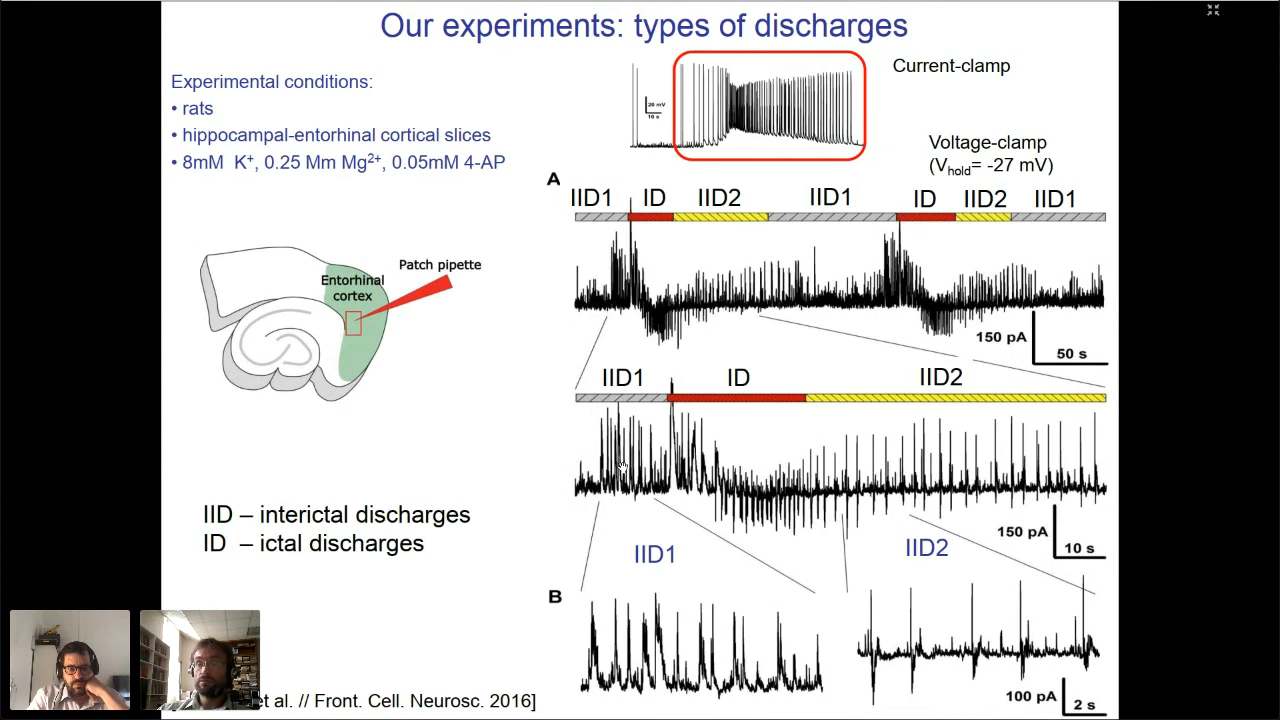 Our experiments: types of discharges
Experimental conditions:
• rats
• hippocampal-entorhinal cortical slices
• 8mM K⁺, 0.25 Mm Mg²⁺, 0.05mM 4-AP
20 mV
10 s
Current-clamp
Voltage-clamp
(Vhold= -27 mV)
A
IID1 ID IID2 IID1 ID IID2 IID1
150 pA
50 s
Entorhinal
cortex
Patch pipette
IID1 ID IID2
150 pA
10 s
IID – interictal discharges
ID – ictal discharges
IID1
IID2
B
100 pA
2 s
et al. // Front. Cell. Neurosc. 2016]